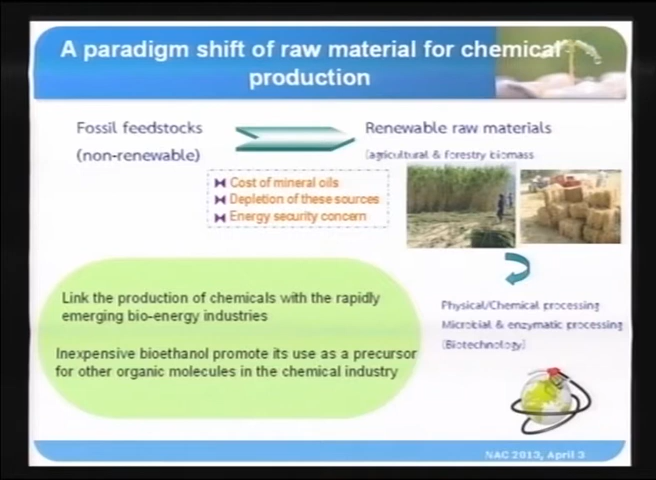 A paradigm shift of raw material for chemical
production
Fossil feedstocks
(non-renewable)
Renewable raw materials
(agricultural & forestry biomass
Cost of mineral oils
Depletion of these sources
Energy security concern
Link the production of chemicals with the rapidly
emerging bio-energy industries
Inexpensive bioethanol promote its use as a precursor
for other organic molecules in the chemical industry
Physical/Chemical processing
Microbial & enzymatic processing
(Biotechnology)
NAC 2013, April 3